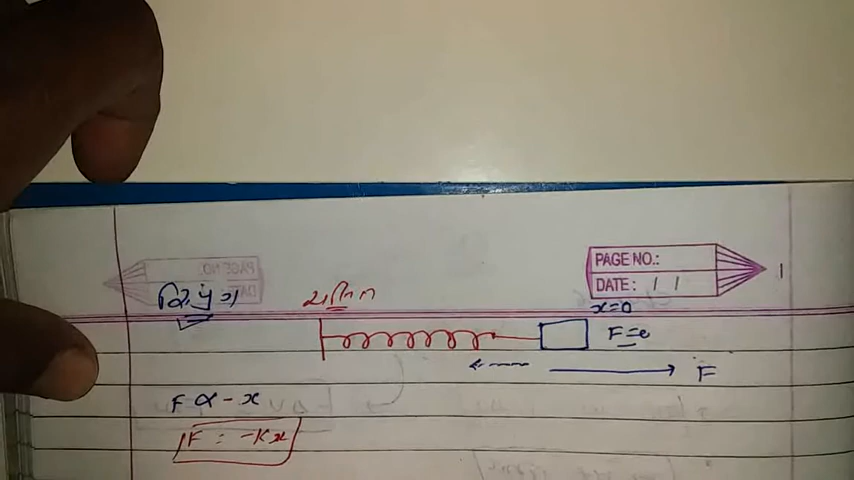 PAGE NO.:
DATE: / /
x=0
F=0
F
F α - x
F = -Kx